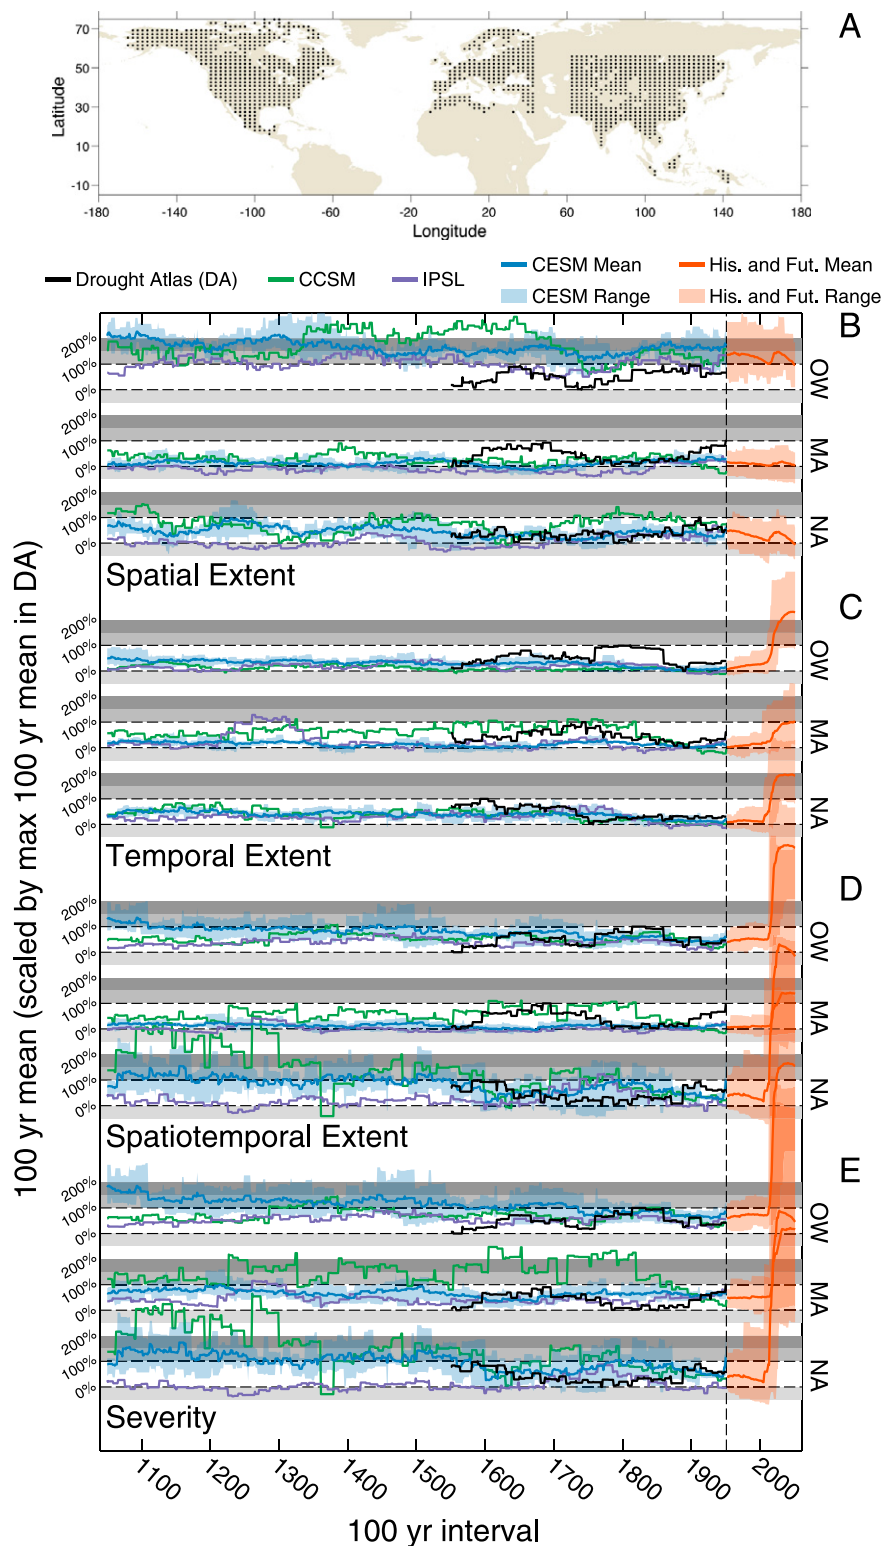 A
70
50
30
10
-10
Latitude
-180 -140 -100 -60 -20 20 60 100 140 180
Longitude
Drought Atlas (DA) CCSM IPSL CESM Mean His. and Fut. Mean
CESM Range His. and Fut. Range
100 yr mean (scaled by max 100 yr mean in DA)
B
200%
100%
0%
OW
200%
100%
0%
MA
200%
100%
0%
NA
Spatial Extent
C
200%
100%
0%
OW
200%
100%
0%
MA
200%
100%
0%
NA
Temporal Extent
D
200%
100%
0%
OW
200%
100%
0%
MA
200%
100%
0%
NA
Spatiotemporal Extent
E
200%
100%
0%
OW
200%
100%
0%
MA
200%
100%
0%
NA
Severity
1100 1200 1300 1400 1500 1600 1700 1800 1900 2000
100 yr interval